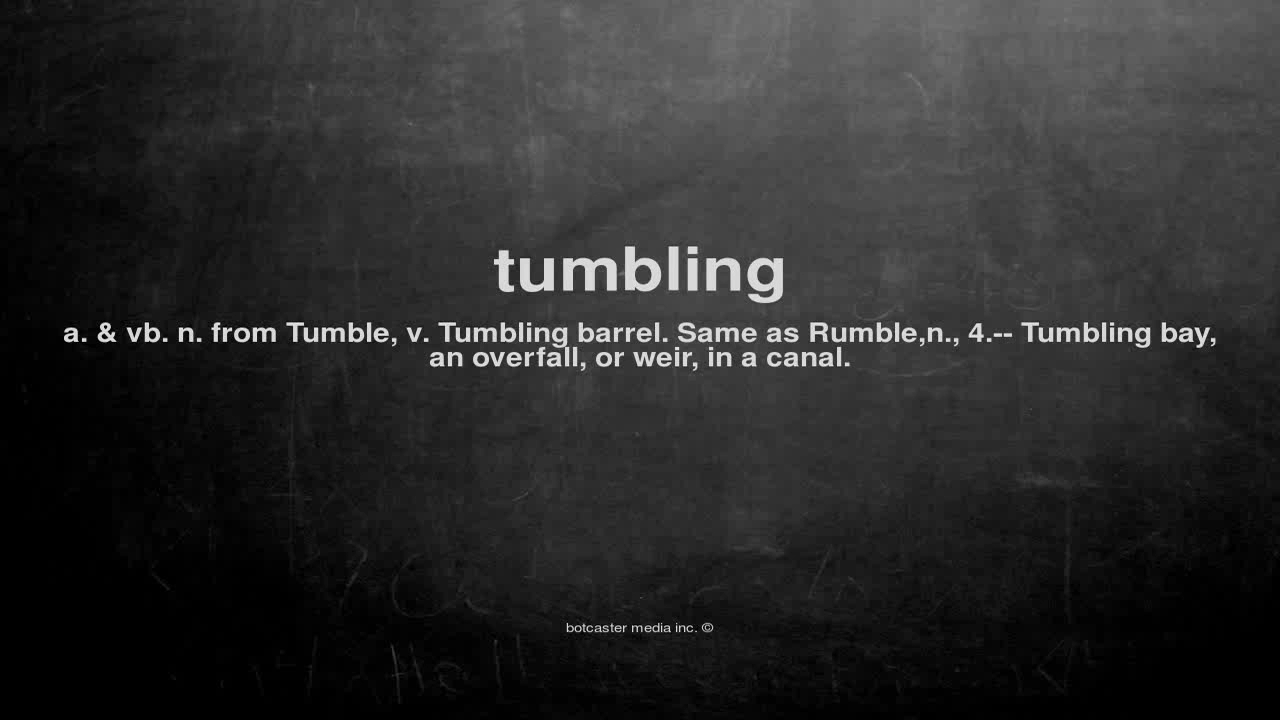 tumbling
a. & vb. n. from Tumble, v. Tumbling barrel. Same as Rumble,n., 4.-- Tumbling bay,
an overfall, or weir, in a canal.
botcaster media inc. ©